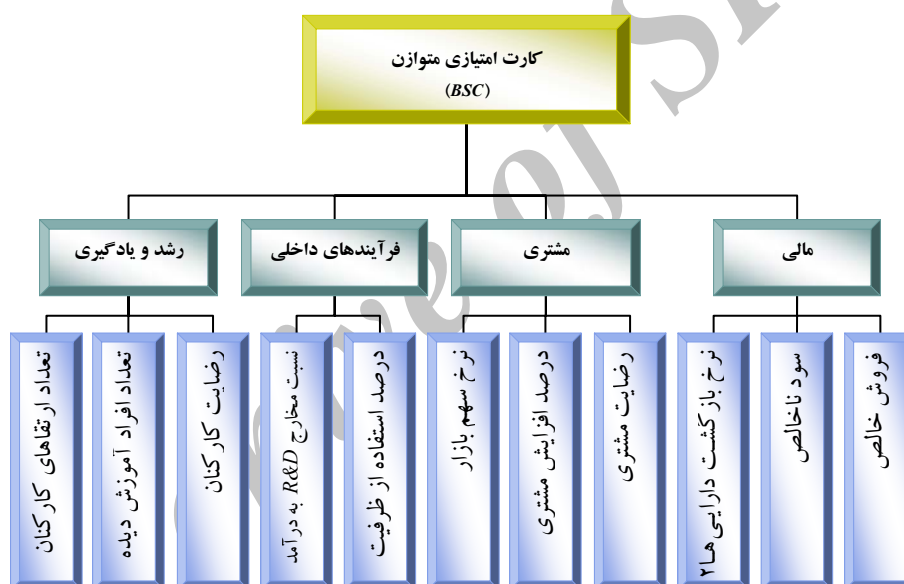 کارت امتیازی متوازن
(BSC)
مالی
مشتری
فرآیندهای داخلی
رشد و یادگیری
فروش خالص
سود ناخالص
نرخ بازگشت دارایی ها۲
رضایت مشتری
درصد افزایش مشتری
نرخ سهم بازار
درصد استفاده از ظرفیت
نسبت مخارج R&D به درآمد
رضایت کارکنان
تعداد افراد آموزش دیده
تعداد ارتقاهای کارکنان